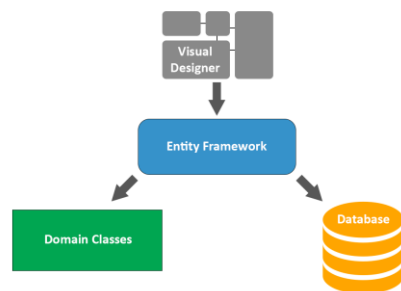 Visual
Designer
Entity Framework
Domain Classes
Database